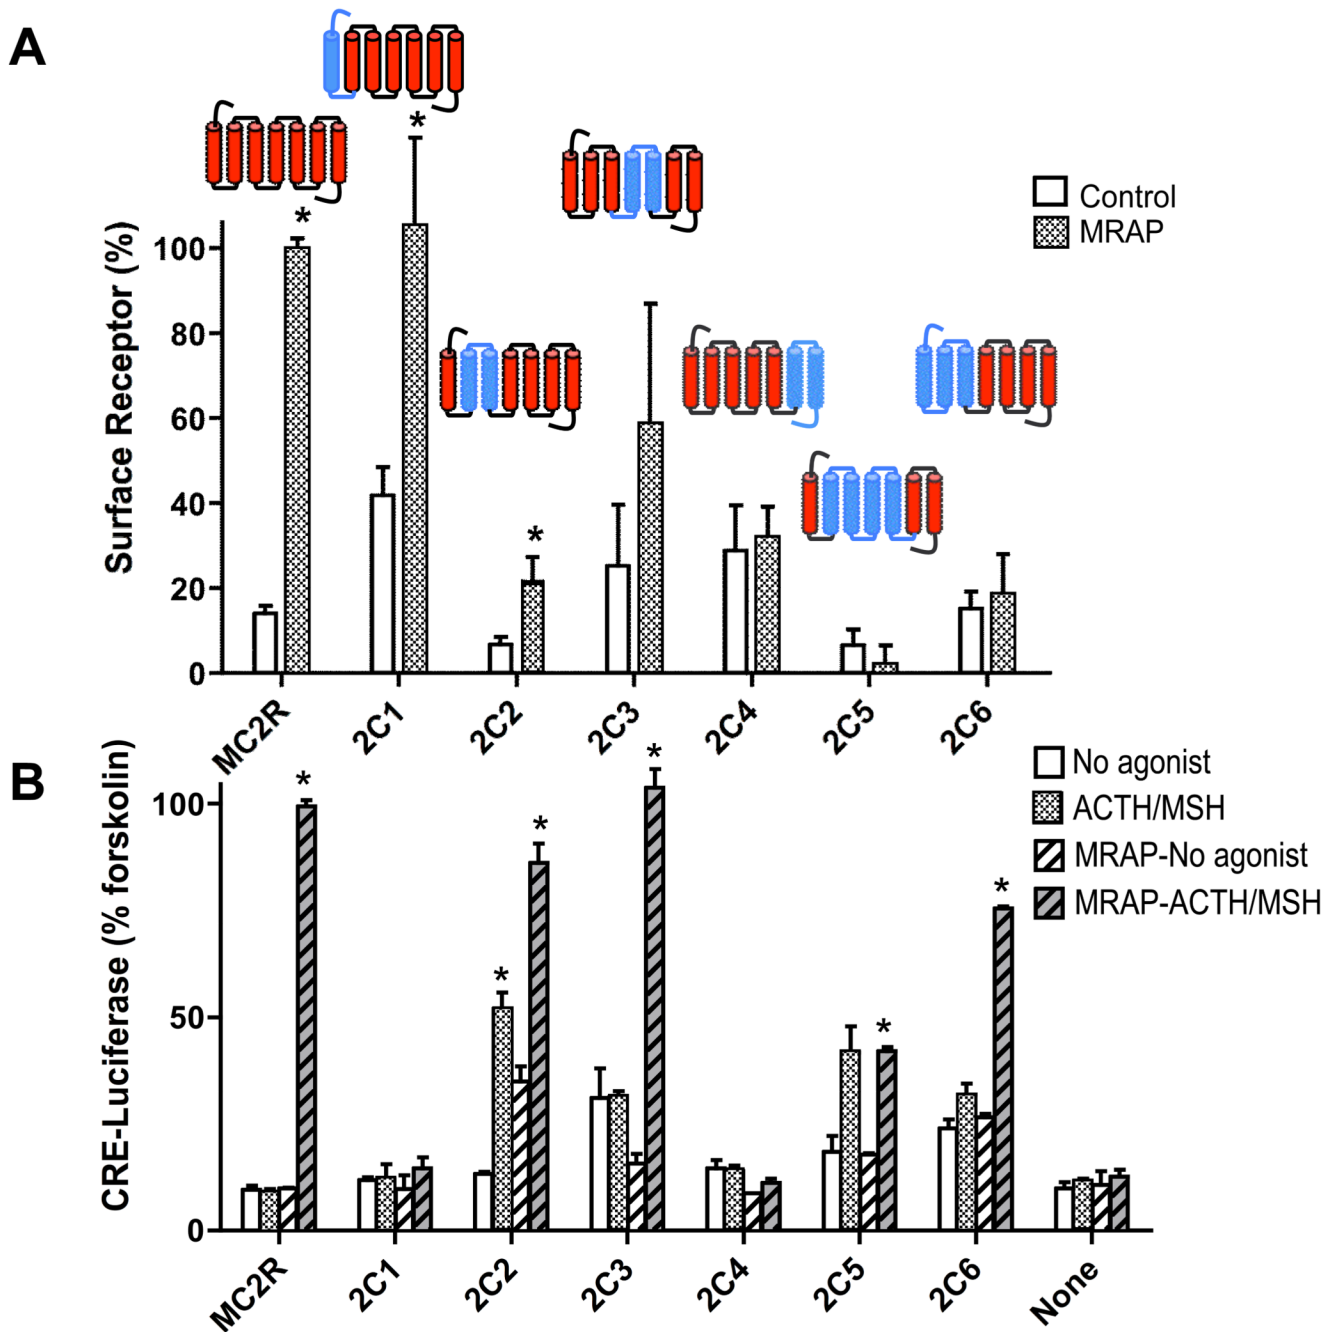 A
*
*
*
Control
MRAP
Surface Receptor (%)
100
80
60
40
20
0
MC2R
2C1
2C2
2C3
2C4
2C5
2C6
B
*
*
*
*
*
*
No agonist
ACTH/MSH
MRAP-No agonist
MRAP-ACTH/MSH
CRE-Luciferase (% forskolin)
100
50
0
MC2R
2C1
2C2
2C3
2C4
2C5
2C6
None